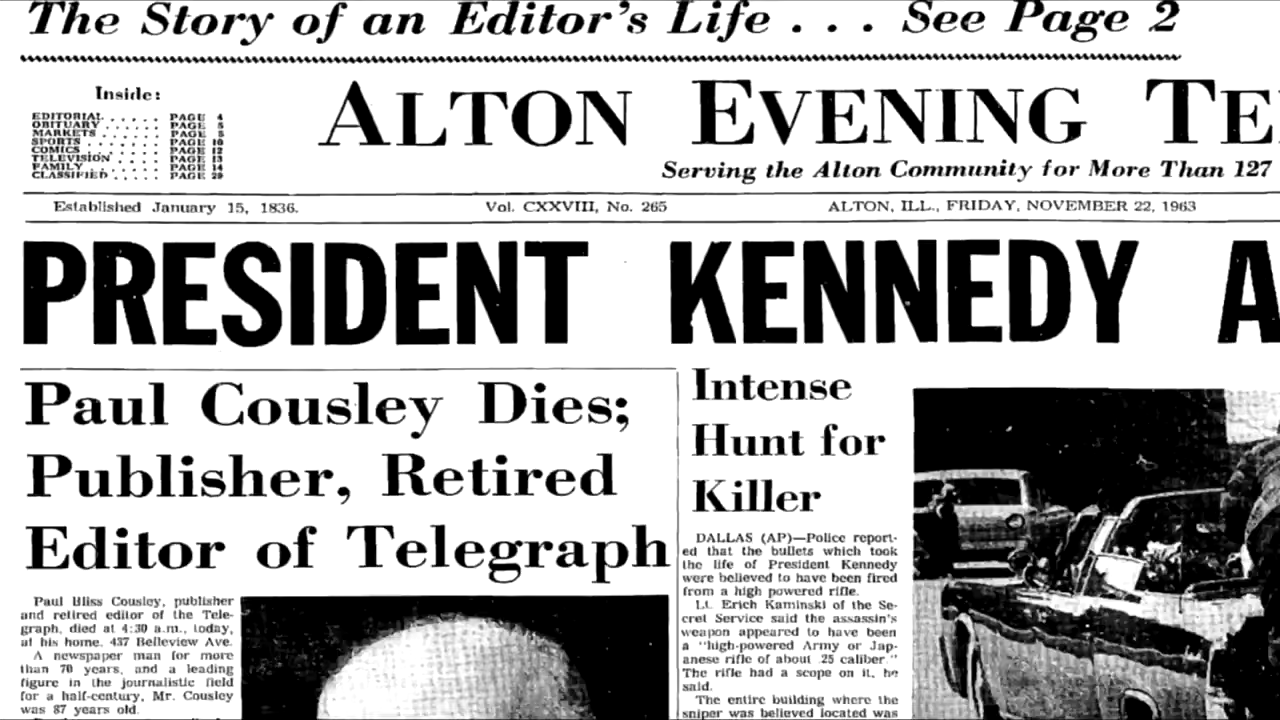 The Story of an Editor's Life . . . See Page 2
Inside:
EDITORIAL . . . . . . PAGE 4
OBITUARY . . . . . . PAGE 5
MARKETS . . . . . . PAGE 5
SPORTS . . . . . . PAGE 10
COMICS . . . . . . PAGE 12
TELEVISION . . . . . PAGE 13
FAMILY . . . . . . PAGE 14
CLASSIFIED . . . . . PAGE 29
ALTON EVENING TE
Serving the Alton Community for More Than 127
Established January 15, 1836.
Vol. CXXVIII, No. 265
ALTON, ILL., FRIDAY, NOVEMBER 22, 1963
PRESIDENT KENNEDY A
Paul Cousley Dies;
Publisher, Retired
Editor of Telegraph
Paul Bliss Cousley, publisher
and retired editor of the Tele-
graph, died at 4:30 a.m., today,
at his home, 437 Belleview Ave.
A newspaper man for more
than 70 years, and a leading
figure in the journalistic field
for a half-century, Mr. Cousley
was 87 years old.
Intense
Hunt for
Killer
DALLAS (AP)—Police report-
ed that the bullets which took
the life of President Kennedy
were believed to have been fired
from a high powered rifle.
Lt. Erich Kaminski of the Se-
cret Service said the assassin's
weapon appeared to have been
a "high-powered Army or Jap-
anese rifle of about .25 caliber."
The rifle had a scope on it, he
said.
The entire building where the
sniper was believed located was